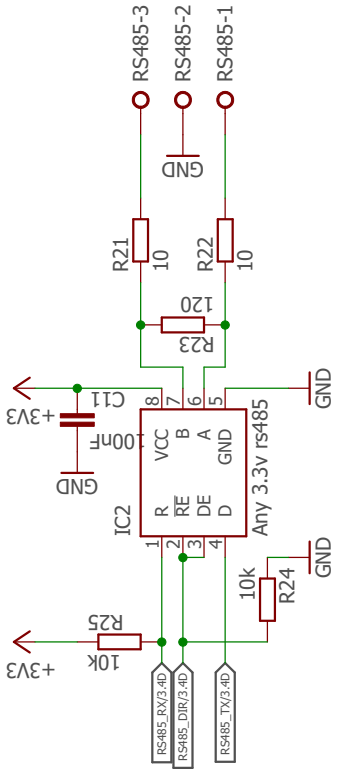 RS485-3
RS485-2
RS485-1
GND
R21
10
R22
10
120
R23
+3V3
C11
100nF
GND
IC2
8
7
6
5
VCC
B
A
GND
R
RE
DE
D
1
2
3
4
Any 3.3v rs485
GND
+3V3
R25
10k
10k
R24
GND
RS485_RX/3.4D
RS485_DIR/3.4D
RS485_TX/3.4D